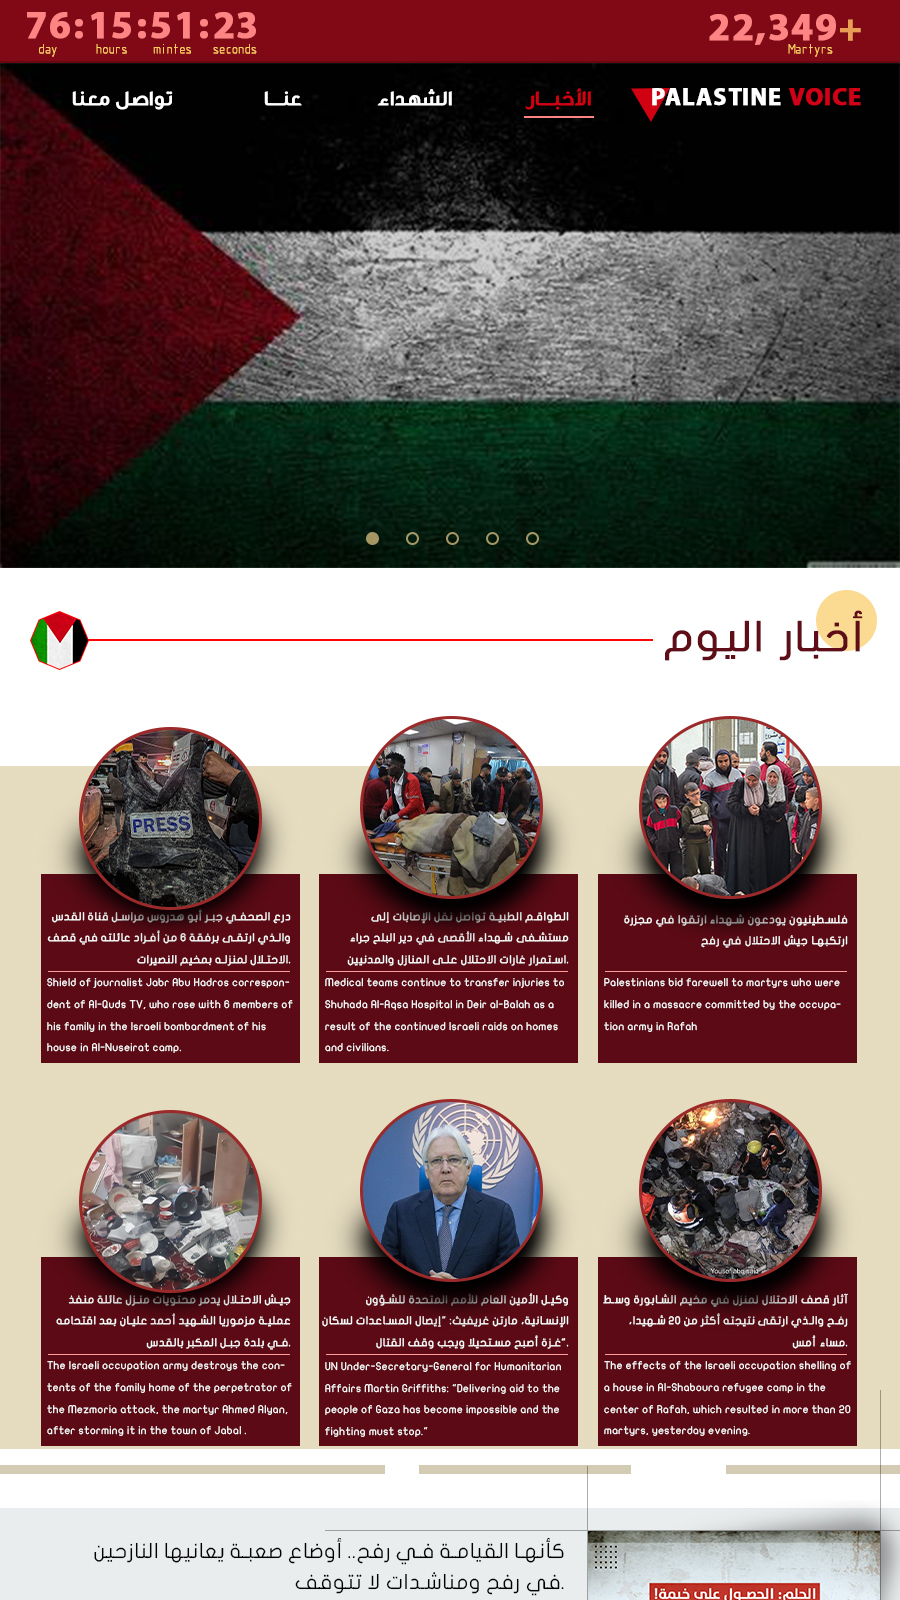 76:15:51:23
day hours mintes seconds
22,349+
Martyrs
PALASTINE VOICE
الأخبـــار
الشهداء
عنـــا
تواصل معنا
أخبار اليوم
PRESS
فلسطينيون يودعون شهداء ارتقوا في مجزرة
ارتكبها جيش الاحتلال في رفح
Palestinians bid farewell to martyrs who were
killed in a massacre committed by the occupa-
tion army in Rafah
الطواقم الطبية تواصل نقل الإصابات إلى
مستشفى شهداء الأقصى في دير البلح جراء
.استمرار غارات الاحتلال على المنازل والمدنيين
Medical teams continue to transfer injuries to
Shuhada Al-Aqsa Hospital in Deir al-Balah as a
result of the continued Israeli raids on homes
and civilians.
درع الصحفي جبر أبو هدروس مراسل قناة القدس
والذي ارتقى برفقة 6 من أفراد عائلته في قصف
.الاحتلال لمنزله بمخيم النصيرات
Shield of journalist Jabr Abu Hadros correspon-
dent of Al-Quds TV, who rose with 6 members of
his family in the Israeli bombardment of his
house in Al-Nuseirat camp.
آثار قصف الاحتلال لمنزل في مخيم الشابورة وسط
رفح والذي ارتقى نتيجته أكثر من 20 شهيدا،
.مساء أمس
The effects of the Israeli occupation shelling of
a house in Al-Shaboura refugee camp in the
center of Rafah, which resulted in more than 20
martyrs, yesterday evening.
وكيل الأمين العام للأمم المتحدة للشؤون
الإنسانية، مارتن غريفيث: "إيصال المساعدات لسكان
."غزة أصبح مستحيلا ويجب وقف القتال
UN Under-Secretary-General for Humanitarian
Affairs Martin Griffiths: "Delivering aid to the
people of Gaza has become impossible and the
fighting must stop."
جيش الاحتلال يدمر محتويات منزل عائلة منفذ
عملية مزموريا الشهيد أحمد عليان بعد اقتحامه
.في بلدة جبل المكبر بالقدس
The Israeli occupation army destroys the con-
tents of the family home of the perpetrator of
the Mezmoria attack, the martyr Ahmed Alyan,
after storming it in the town of Jabal .
كأنها القيامة في رفح.. أوضاع صعبة يعانيها النازحين
.في رفح ومناشدات لا تتوقف
الحلم: الحصول على خيمة!